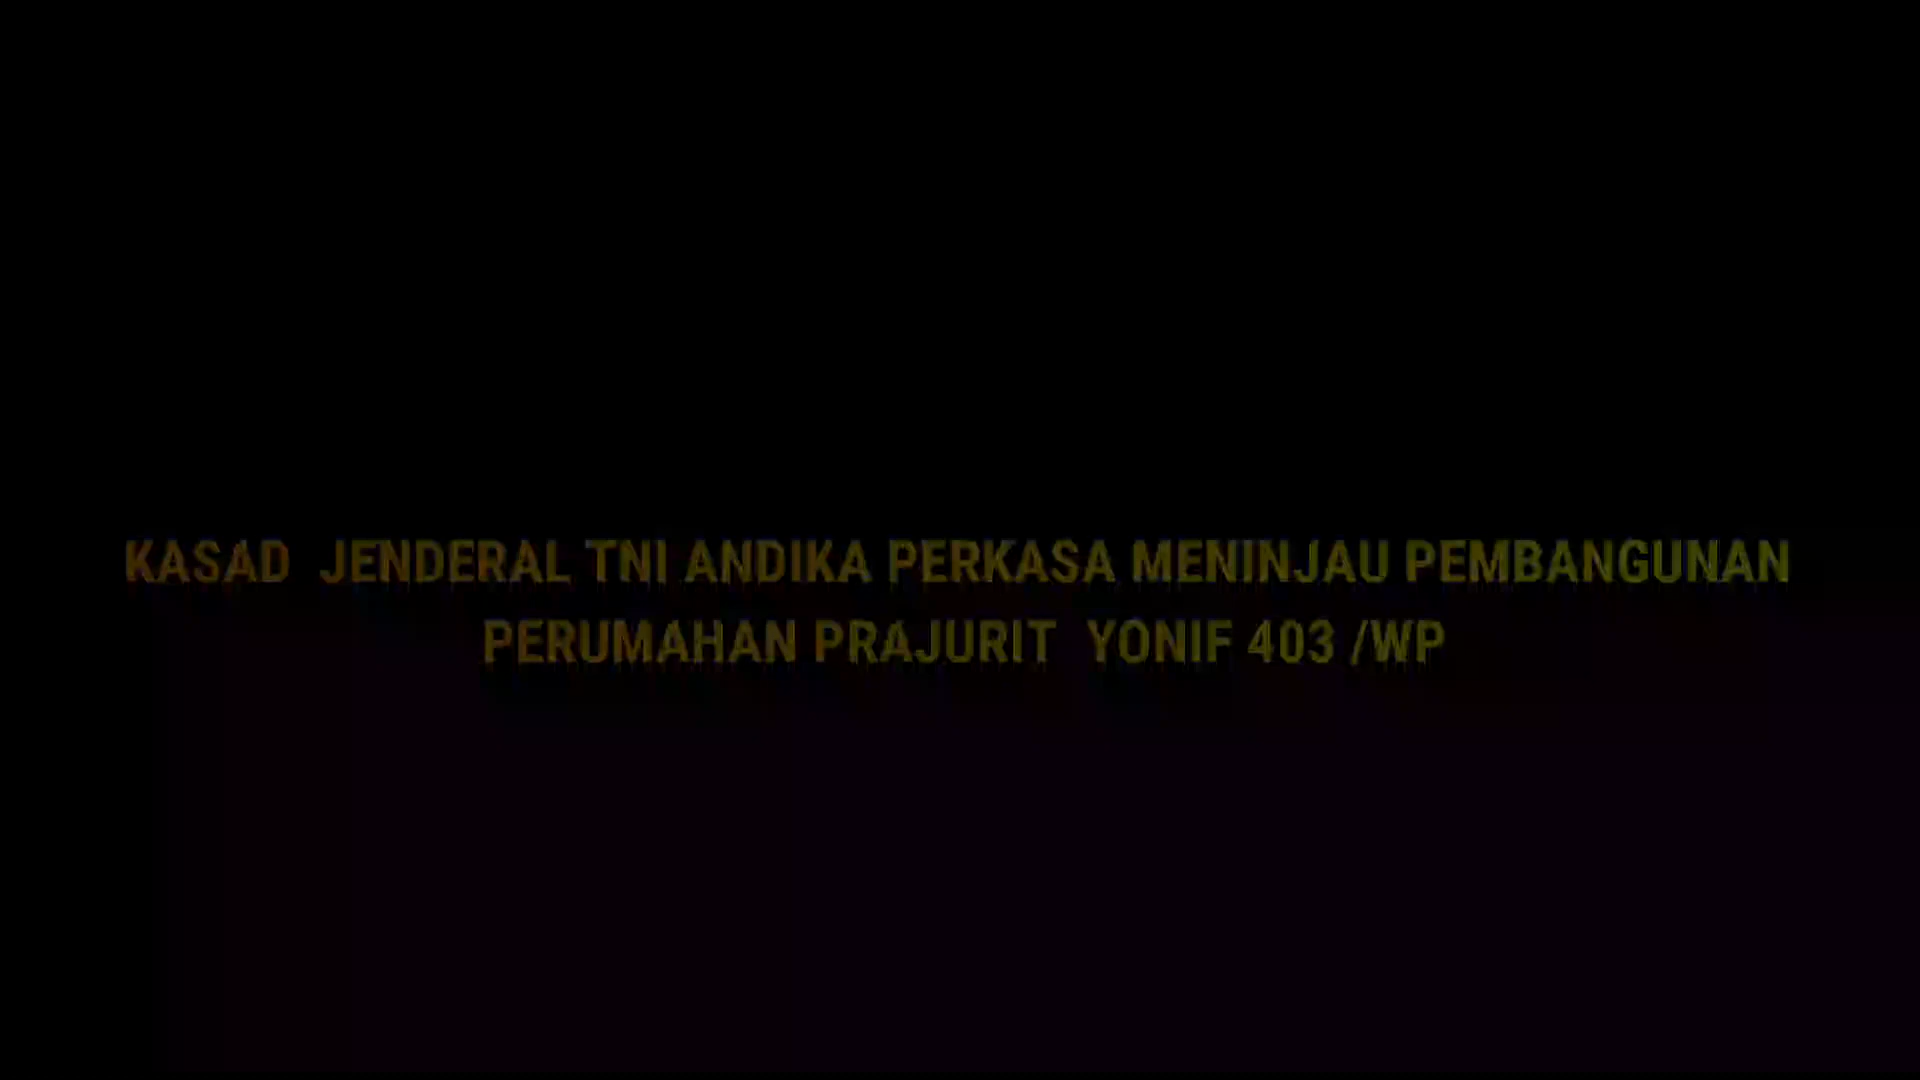 KASAD  JENDERAL TNI ANDIKA PERKASA MENINJAU PEMBANGUNAN
PERUMAHAN PRAJURIT  YONIF 403 /WP